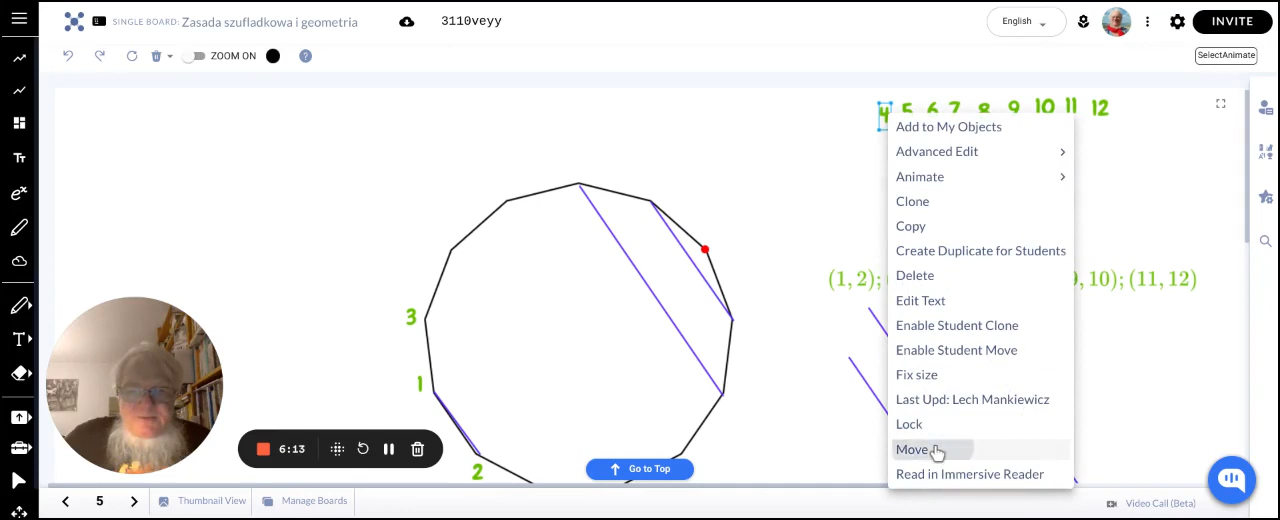 SINGLE BOARD: Zasada szufladkowa i geometria
3110veyy
English
INVITE
ZOOM ON
SelectAnimate
4 5 6 7 8 9 10 11 12
Add to My Objects
Advanced Edit
Animate
Clone
Copy
Create Duplicate for Students
Delete
Edit Text
Enable Student Clone
Enable Student Move
Fix size
Last Upd: Lech Mankiewicz
Lock
Move
Read in Immersive Reader
(1, 2); 9, 10); (11, 12)
3
1
2
6:13
Go to Top
5
Thumbnail View
Manage Boards
Video Call (Beta)